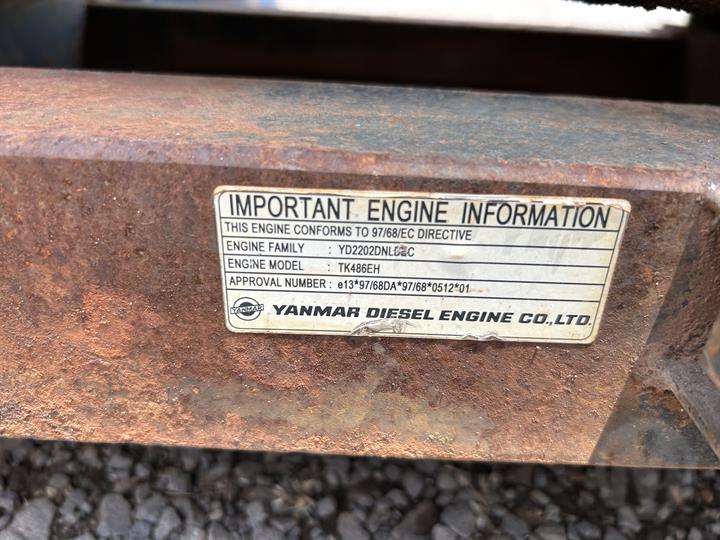 IMPORTANT ENGINE INFORMATION
THIS ENGINE CONFORMS TO 97/68/EC DIRECTIVE
ENGINE FAMILY :
ENGINE MODEL : TK486EH
APPROVAL NUMBER : e13*97/68DA*97/68*0512*01
YANMAR YANMAR DIESEL ENGINE CO.,LTD.